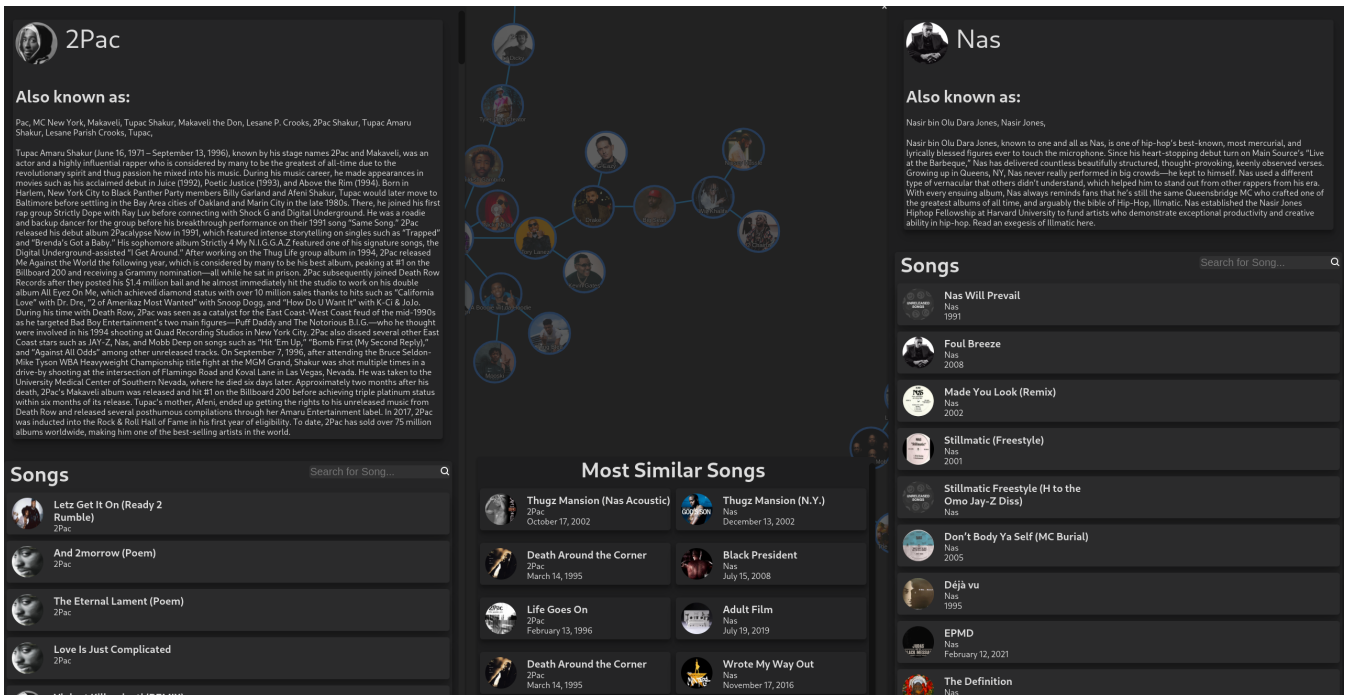 2Pac
Also known as:
Pac, MC New York, Makaveli, Tupac Shakur, Makaveli the Don, Lesane P. Crooks, 2Pac Shakur, Tupac Amaru
Shakur, Lesane Parish Crooks, Tupac,
Tupac Amaru Shakur (June 16, 1971 – September 13, 1996), known by his stage names 2Pac and Makaveli, was an
actor and a highly influential rapper who is considered by many to be the greatest of all-time due to the
revolutionary spirit and thug passion he mixed into his music. During his music career, he made appearances in
movies such as his acclaimed debut in Juice (1992), Poetic Justice (1993), and Above the Rim (1994). Born in
Harlem, New York City to Black Panther Party members Billy Garland and Afeni Shakur, Tupac would later move to
Baltimore before settling in the Bay Area cities of Oakland and Marin City in the late 1980s. There, he joined his first
rap group Strictly Dope with Ray Luv before connecting with Shock G and Digital Underground. He was a roadie
and backup dancer for the group before his breakthrough performance on their 1991 song “Same Song.” 2Pac
released his debut album 2Pacalypse Now in 1991, which featured intense storytelling on singles such as “Trapped”
and “Brenda’s Got a Baby.” His sophomore album Strictly 4 My N.I.G.G.A.Z featured one of his signature songs, the
Digital Underground-assisted “I Get Around.” After working on the Thug Life group album in 1994, 2Pac released
Me Against the World the following year, which is considered by many to be his best album, peaking at #1 on the
Billboard 200 and receiving a Grammy nomination—all while he sat in prison. 2Pac subsequently joined Death Row
Records after they posted his $1.4 million bail and he almost immediately hit the studio to work on his double
album All Eyez On Me, which achieved diamond status with over 10 million sales thanks to hits such as “California
Love” with Dr. Dre, “2 of Amerikaz Most Wanted” with Snoop Dogg, and “How Do U Want It” with K-Ci & JoJo.
During his time with Death Row, 2Pac was seen as a catalyst for the East Coast-West Coast feud of the mid-1990s
as he targeted Bad Boy Entertainment’s two main figures—Puff Daddy and The Notorious B.I.G.—who he thought
were involved in his 1994 shooting at Quad Recording Studios in New York City. 2Pac also dissed several other East
Coast stars such as JAY-Z, Nas, and Mobb Deep on songs such as “Hit ‘Em Up,” “Bomb First (My Second Reply),”
and “Against All Odds” among other unreleased tracks. On September 7, 1996, after attending the Bruce Seldon-
Mike Tyson WBA Heavyweight Championship title fight at the MGM Grand, Shakur was shot multiple times in a
drive-by shooting at the intersection of Flamingo Road and Koval Lane in Las Vegas, Nevada. He was taken to the
University Medical Center of Southern Nevada, where he died six days later. Approximately two months after his
death, 2Pac’s Makaveli album was released and hit #1 on the Billboard 200 before achieving triple platinum status
within six months of its release. Tupac’s mother, Afeni, ended up getting the rights to his unreleased music from
Death Row and released several posthumous compilations through her Amaru Entertainment label. In 2017, 2Pac
was inducted into the Rock & Roll Hall of Fame in his first year of eligibility. To date, 2Pac has sold over 75 million
albums worldwide, making him one of the best-selling artists in the world.
Songs
Search for Song...
Letz Get It On (Ready 2
Rumble)
2Pac
And 2morrow (Poem)
2Pac
The Eternal Lament (Poem)
2Pac
Love Is Just Complicated
2Pac
Most Similar Songs
Thugz Mansion (Nas Acoustic)
2Pac
October 17, 2002
Thugz Mansion (N.Y.)
Nas
December 13, 2002
Death Around the Corner
2Pac
March 14, 1995
Black President
Nas
July 15, 2008
Life Goes On
2Pac
February 13, 1996
Adult Film
Nas
July 19, 2019
Death Around the Corner
2Pac
March 14, 1995
Wrote My Way Out
Nas
November 17, 2016
Nas
Also known as:
Nasir bin Olu Dara Jones, Nasir Jones,
Nasir bin Olu Dara Jones, known to one and all as Nas, is one of hip-hop’s best-known, most mercurial, and
lyrically blessed figures ever to touch the microphone. Since his heart-stopping debut turn on Main Source’s “Live
at the Barbeque,” Nas has delivered countless beautifully structured, thought-provoking, keenly observed verses.
Growing up in Queens, NY, Nas never really performed in big crowds—he kept to himself. Nas used a different
type of vernacular that others didn’t understand, which helped him to stand out from other rappers from his era.
With every ensuing album, Nas always reminds fans that he’s still the same Queensbridge MC who crafted one of
the greatest albums of all time, and arguably the bible of Hip-Hop, Illmatic. Nas established the Nasir Jones
Hiphop Fellowship at Harvard University to fund artists who demonstrate exceptional productivity and creative
ability in hip-hop. Read an exegesis of Illmatic here.
Songs
Search for Song...
Nas Will Prevail
Nas
1991
Foul Breeze
Nas
2008
Made You Look (Remix)
Nas
2002
Stillmatic (Freestyle)
Nas
2001
Stillmatic Freestyle (H to the
Omo Jay-Z Diss)
Nas
Don’t Body Ya Self (MC Burial)
Nas
2005
Déjà vu
Nas
1995
EPMD
Nas
February 12, 2021
The Definition
Nas